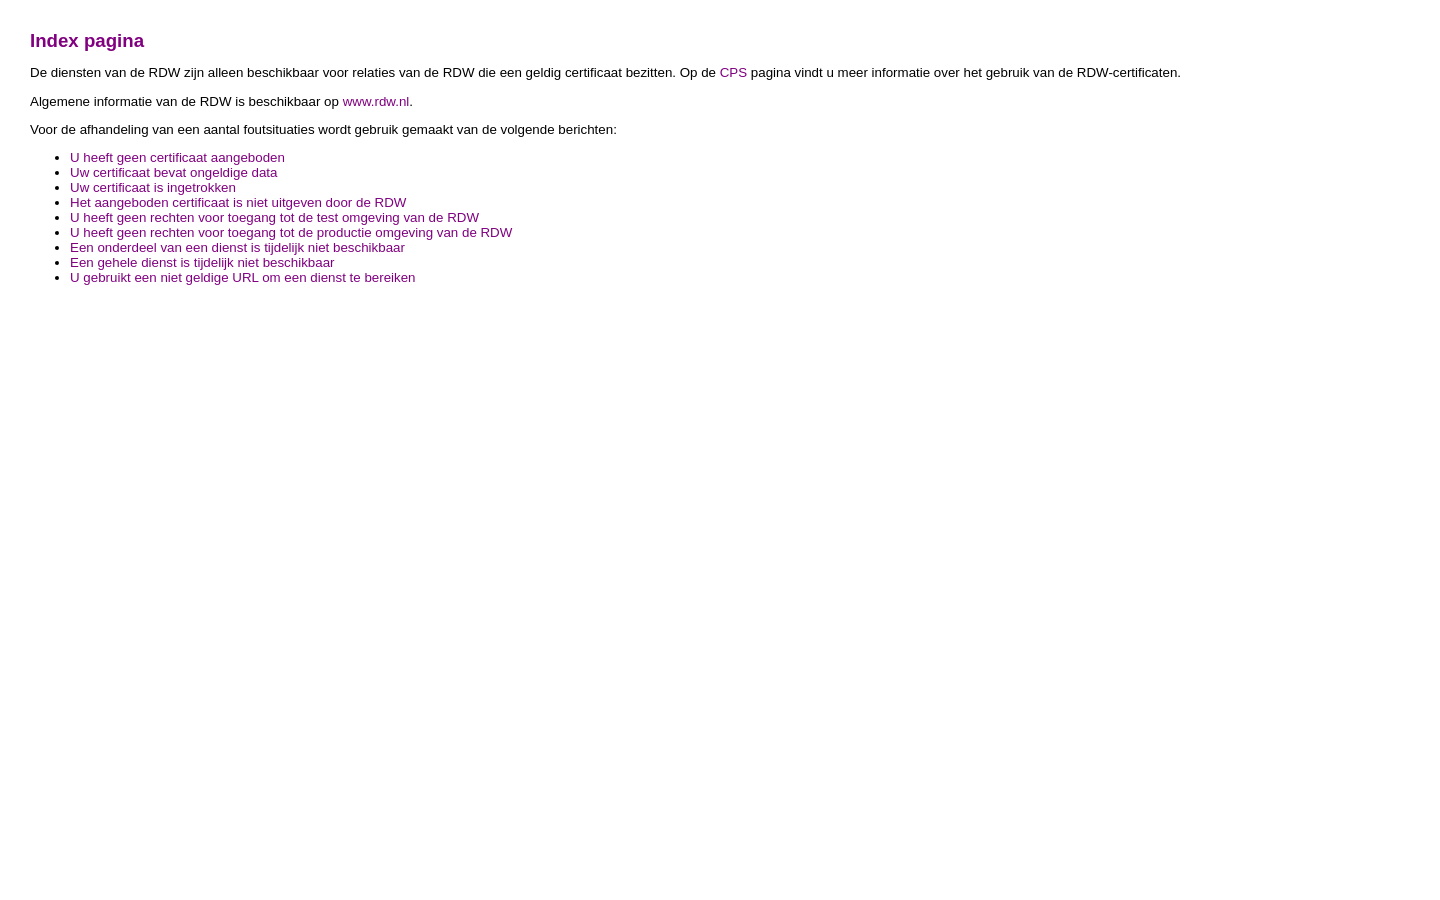 Index pagina
De diensten van de RDW zijn alleen beschikbaar voor relaties van de RDW die een geldig certificaat bezitten. Op de CPS pagina vindt u meer informatie over het gebruik van de RDW-certificaten.
Algemene informatie van de RDW is beschikbaar op www.rdw.nl.
Voor de afhandeling van een aantal foutsituaties wordt gebruik gemaakt van de volgende berichten:
• U heeft geen certificaat aangeboden
• Uw certificaat bevat ongeldige data
• Uw certificaat is ingetrokken
• Het aangeboden certificaat is niet uitgeven door de RDW
• U heeft geen rechten voor toegang tot de test omgeving van de RDW
• U heeft geen rechten voor toegang tot de productie omgeving van de RDW
• Een onderdeel van een dienst is tijdelijk niet beschikbaar
• Een gehele dienst is tijdelijk niet beschikbaar
• U gebruikt een niet geldige URL om een dienst te bereiken